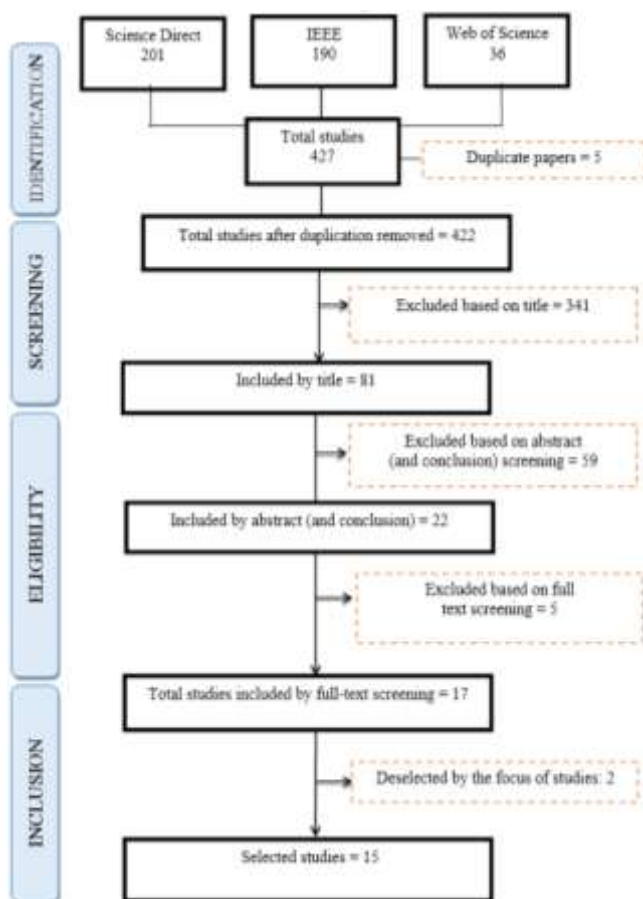 Science Direct
201
IEEE
190
Web of Science
36
IDENTIFICATION
Total studies
427
Duplicate papers = 5
Total studies after duplication removed = 422
SCREENING
Excluded based on title = 341
Included by title = 81
Excluded based on abstract
(and conclusion) screening = 59
ELIGIBILITY
Included by abstract (and conclusion) = 22
Excluded based on full
text screening = 5
Total studies included by full-text screening = 17
INCLUSION
Deselected by the focus of studies: 2
Selected studies = 15